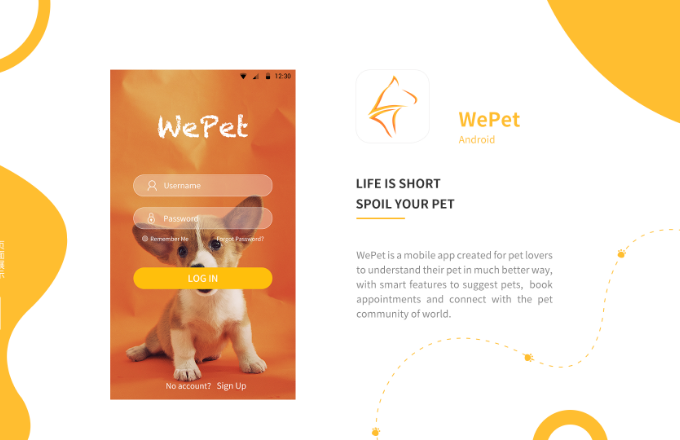 12:30
WePet
Username
Password
Remember Me
Forgot Password?
LOG IN
No account? Sign Up
WePet
Android
LIFE IS SHORT
SPOIL YOUR PET
WePet is a mobile app created for pet lovers
to understand their pet in much better way,
with smart features to suggest pets, book
appointments and connect with the pet
community of world.